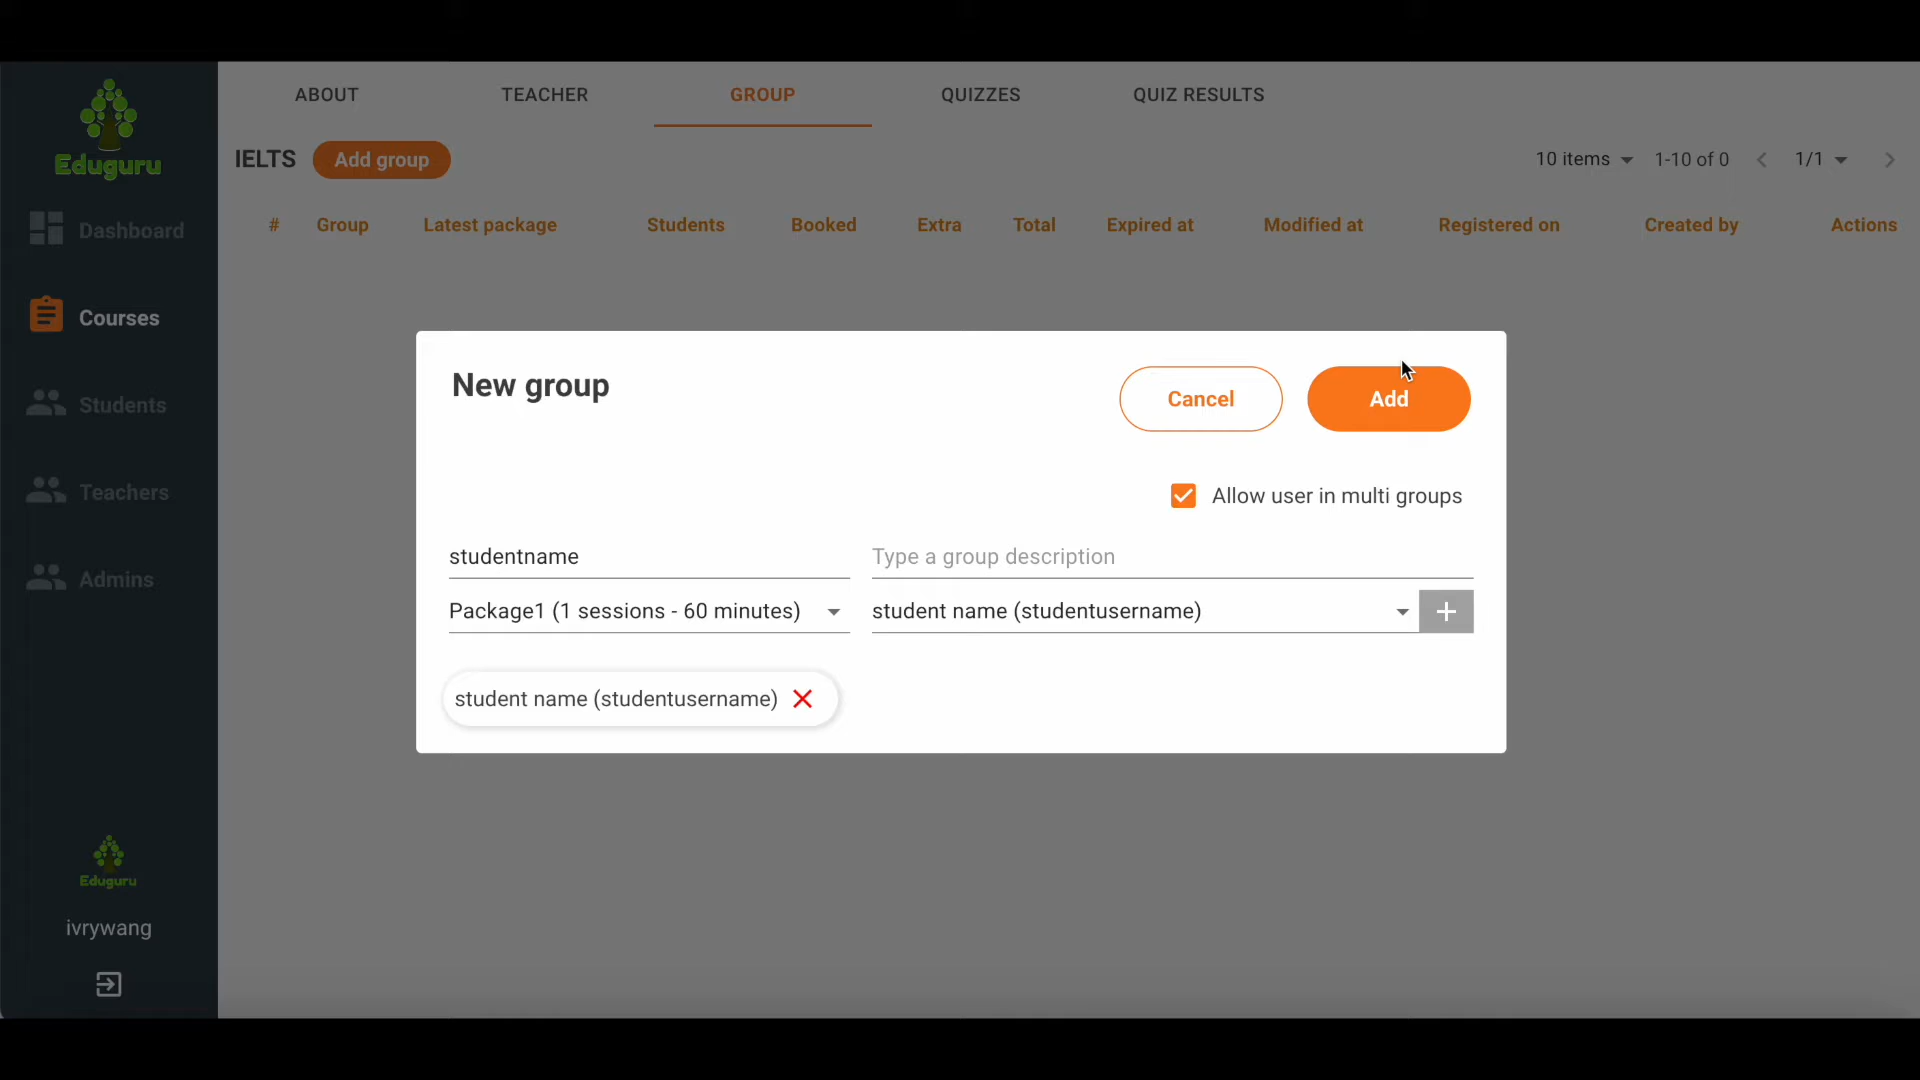 Eduguru
Dashboard
Courses
Students
Teachers
Admins
Eduguru
ivrywang
ABOUT TEACHER GROUP QUIZZES QUIZ RESULTS
IELTS Add group 10 items 1-10 of 0 1/1
# Group Latest package Students Booked Extra Total Expired at Modified at Registered on Created by Actions
New group Cancel Add
Allow user in multi groups
studentname Type a group description
Package1 (1 sessions - 60 minutes) student name (studentusername) +
student name (studentusername)